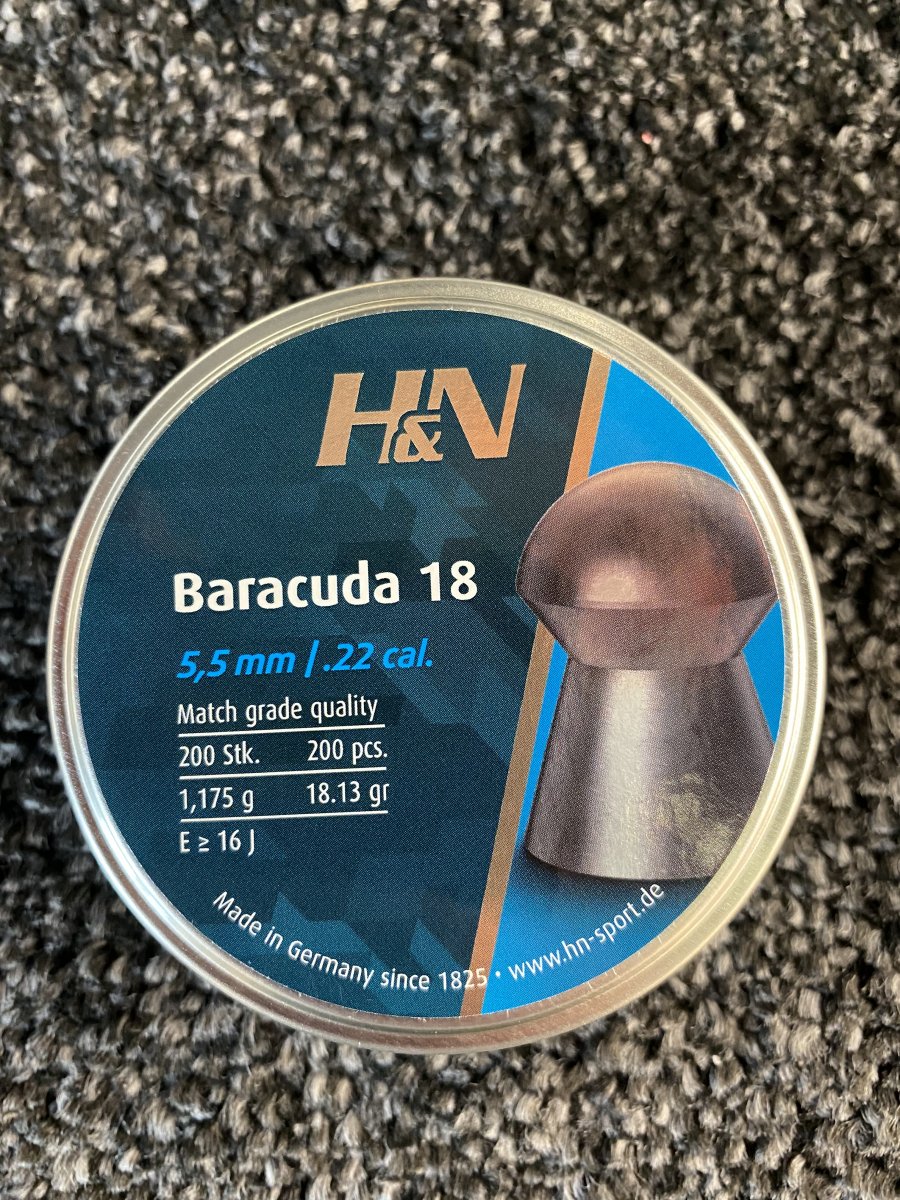 H&N
Baracuda 18
5,5 mm | .22 cal.
Match grade quality
200 Stk. 200 pcs.
1,175 g 18.13 gr
E ≥ 16 J
Made in Germany since 1825 • www.hn-sport.de